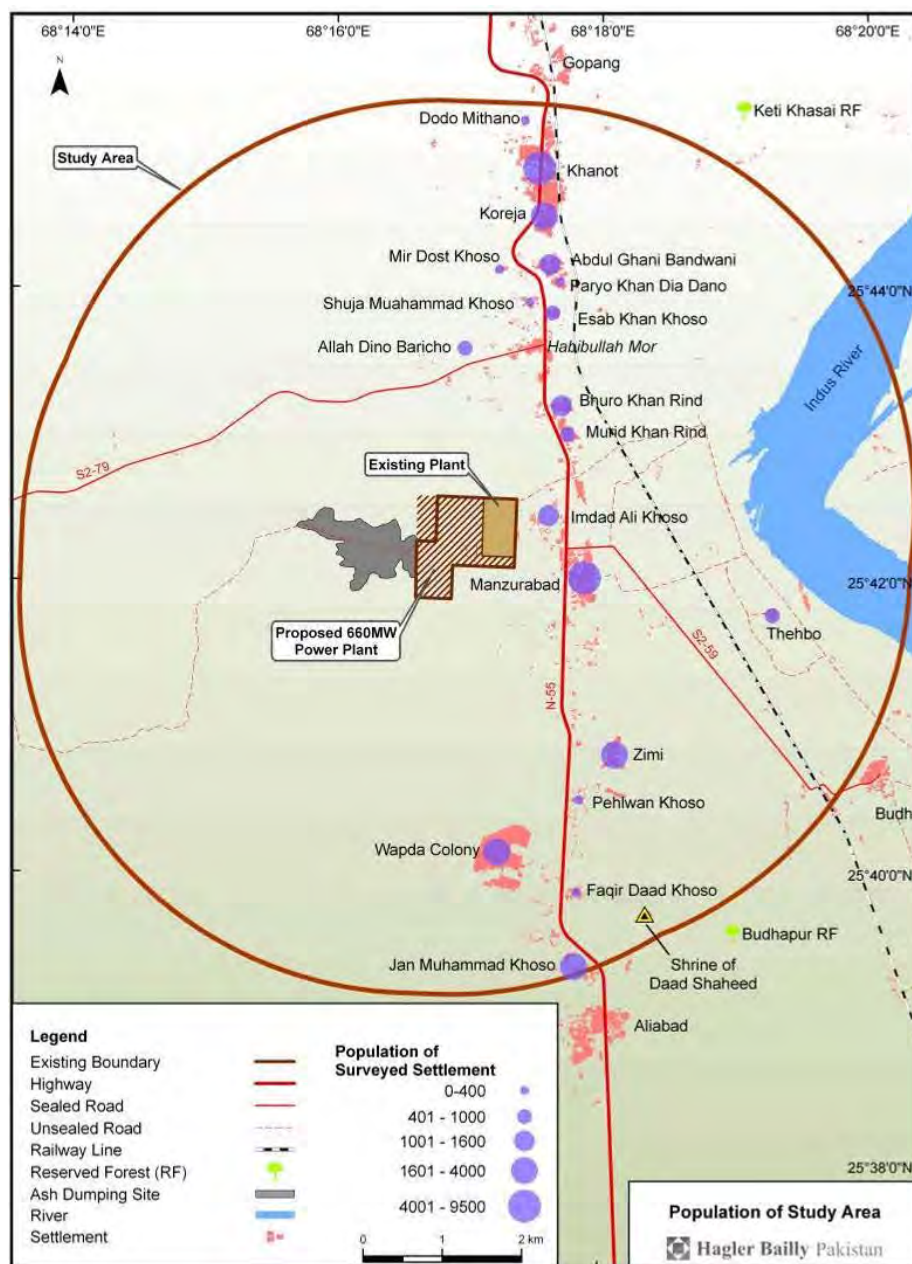 68°14'0"E
68°16'0"E
68°18'0"E
68°20'0"E
N
Gopang
Keti Khasai RF
Dodo Mithano
Study Area
Khanot
Koreja
Mir Dost Khoso
Abdul Ghani Bandwani
Paryo Khan Dia Dano
25°44'0"N
Shuja Muahammad Khoso
Esab Khan Khoso
Allah Dino Baricho
Habibullah Mor
Indus River
Bhuro Khan Rind
Murid Khan Rind
S2-79
Existing Plant
Imdad Ali Khoso
Manzurabad
25°42'0"N
Thehbo
Proposed 660MW
Power Plant
S2-59
N-55
Zimi
Pehlwan Khoso
Budh
Wapda Colony
25°40'0"N
Faqir Daad Khoso
Budhapur RF
Jan Muhammad Khoso
Shrine of
Daad Shaheed
Aliabad
Legend
Existing Boundary
Highway
Sealed Road
Unsealed Road
Railway Line
Reserved Forest (RF)
Ash Dumping Site
River
Settlement
Population of
Surveyed Settlement
0-400
401 - 1000
1001 - 1600
1601 - 4000
4001 - 9500
0 1 2 km
25°38'0"N
Population of Study Area
Hagler Bailly Pakistan